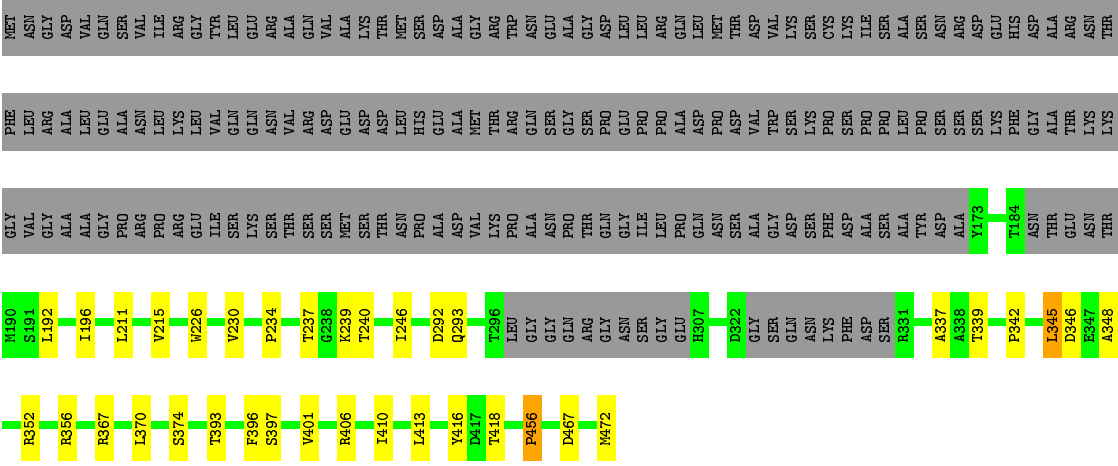 MET ASN GLY ASP VAL GLN SER VAL ILE ARG GLY TYR LEU GLU ARG ALA GLN VAL ALA LYS THR MET SER ASP ALA GLY ARG TRP ASN GLU ALA GLY ASP LEU LEU ARG GLN LEU MET THR ASP VAL LYS SER CYS LYS ILE SER ALA SER ASN ARG ASP GLU HIS ASP ALA ARG ASN THR
PHE LEU ARG ALA LEU GLU ALA ASN LEU LYS LEU VAL GLN GLN ASN VAL ARG ASP GLU ASP ASP LEU HIS GLU ALA MET THR ARG GLN SER GLY SER PRO GLU PRO PRO ALA ASP PRO ASP VAL TRP SER LYS PRO SER PRO PRO LEU PRO SER SER SER LYS PHE GLY ALA THR LYS LYS
GLY VAL GLY ALA ALA GLY PRO ARG PRO ARG GLU ILE SER LYS SER THR SER SER MET SER THR ASN PRO ALA ASP VAL LYS PRO ALA ASN PRO THR GLN GLY ILE LEU PRO GLN ASN SER ALA GLY ASP SER PHE ASP ALA SER ALA TYR ASP ALA Y173 T184 ASN THR GLU ASN THR
M190 S191 L192 I196 L211 V215 W226 V230 P234 T237 G238 K239 T240 I246 D292 Q293 T296 LEU GLY GLY GLN ARG GLY ASN SER GLY GLU H307 D322 GLY SER GLN ASN LYS PHE ASP SER R331 A337 A338 T339 P342 L345 D346 E347 A348
R352 R356 R367 L370 S374 T393 F396 S397 V401 R406 I410 L413 Y416 D417 T418 P456 D467 M472